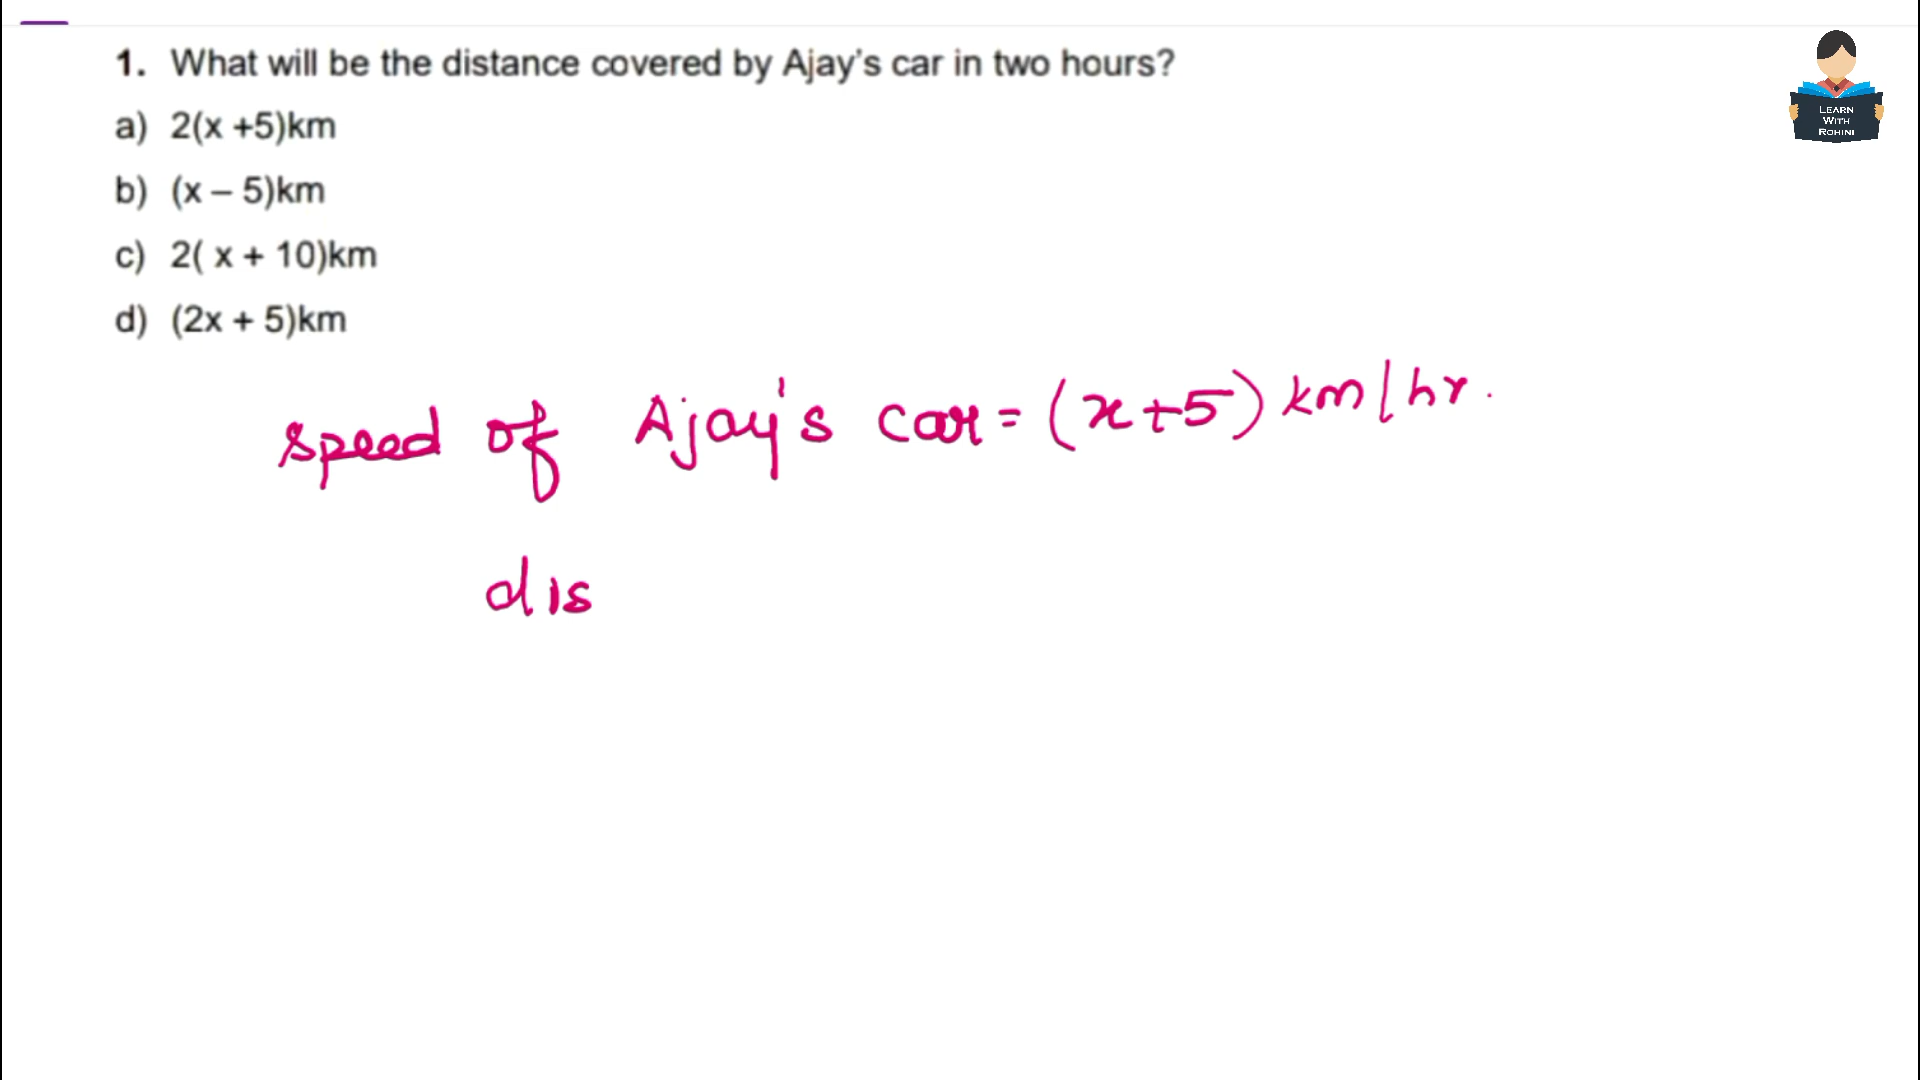 1. What will be the distance covered by Ajay's car in two hours?
a) 2(x +5)km
b) (x – 5)km
c) 2( x + 10)km
d) (2x + 5)km
speed of Ajay's car = (x+5) km/hr.
dis
LEARN
WITH
ROHINI